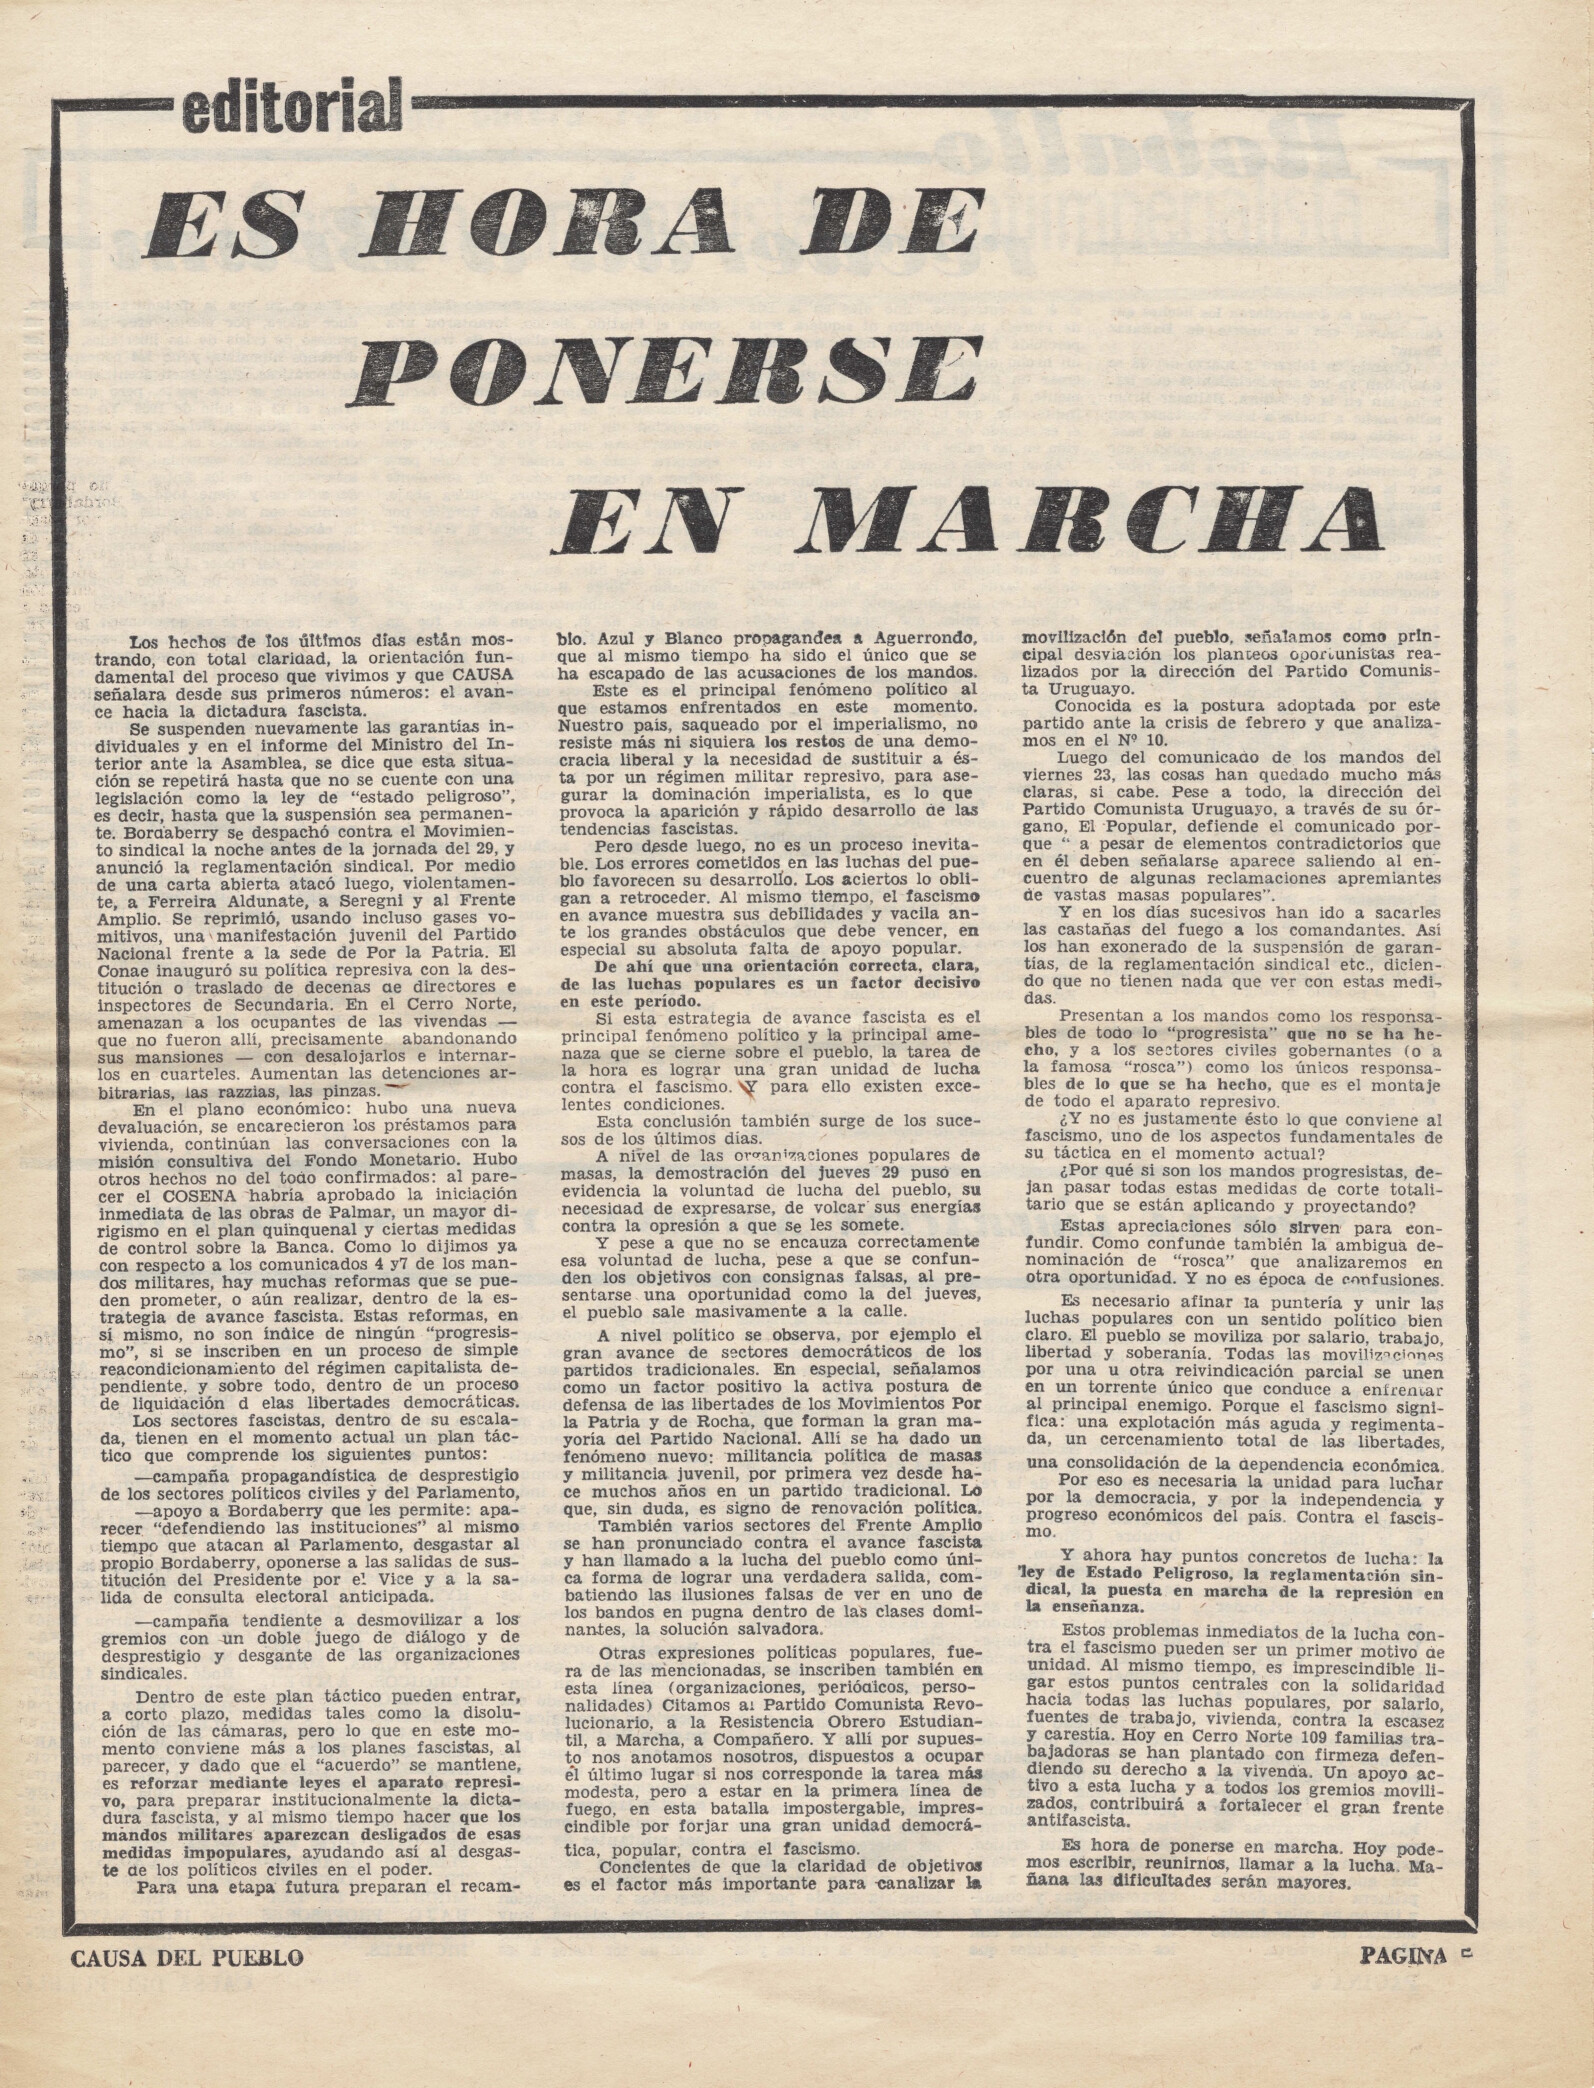 editorial
ES HORA DE
PONERSE
EN MARCHA
Los hechos de los últimos días están mos-
trando, con total claridad, la orientación fun-
damental del proceso que vivimos y que CAUSA
señalara desde sus primeros números: el avan-
ce hacia la dictadura fascista.
Se suspenden nuevamente las garantías in-
dividuales y en el informe del Ministro del In-
terior ante la Asamblea, se dice que esta situa-
ción se repetirá hasta que no se cuente con una
legislación como la ley de "estado peligroso",
es decir, hasta que la suspensión sea permanen-
te. Bordaberry se despachó contra el Movimien-
to sindical la noche antes de la jornada del 29, y
anunció la reglamentación sindical. Por medio
de una carta abierta atacó luego, violentamen-
te, a Ferreira Aldunate, a Seregni y al Frente
Amplio. Se reprimió, usando incluso gases vo-
mitivos, una manifestación juvenil del Partido
Nacional frente a la sede de Por la Patria. El
Conae inauguró su política represiva con la des-
titución o traslado de decenas de directores e
inspectores de Secundaria. En el Cerro Norte,
amenazan a los ocupantes de las viviendas —
que no fueron allí, precisamente abandonando
sus mansiones — con desalojarlos e internar-
los en cuarteles. Aumentan las detenciones ar-
bitrarias, las razzias, las pinzas.
En el plano económico: hubo una nueva
devaluación, se encarecieron los préstamos para
vivienda, continúan las conversaciones con la
misión consultiva del Fondo Monetario. Hubo
otros hechos no del todo confirmados: al pare-
cer el COSENA habría aprobado la iniciación
inmediata de las obras de Palmar, un mayor di-
rigismo en el plan quinquenal y ciertas medidas
de control sobre la Banca. Como lo dijimos ya
con respecto a los comunicados 4 y7 de los man-
dos militares, hay muchas reformas que se pue-
den prometer, o aún realizar, dentro de la es-
trategia de avance fascista. Estas reformas, en
sí mismo, no son índice de ningún "progresis-
mo", si se inscriben en un proceso de simple
reacondicionamiento del régimen capitalista de-
pendiente, y sobre todo, dentro de un proceso
de liquidación d elas libertades democráticas.
Los sectores fascistas, dentro de su escala-
da, tienen en el momento actual un plan tác-
tico que comprende los siguientes puntos:
—campaña propagandística de desprestigio
de los sectores políticos civiles y del Parlamento,
—apoyo a Bordaberry que les permite: apa-
recer "defendiendo las instituciones" al mismo
tiempo que atacan al Parlamento, desgastar al
propio Bordaberry, oponerse a las salidas de sus-
titución del Presidente por el Vice y a la sa-
lida de consulta electoral anticipada.
—campaña tendiente a desmovilizar a los
gremios con un doble juego de diálogo y de
desprestigio y desgante de las organizaciones
sindicales.
Dentro de este plan táctico pueden entrar,
a corto plazo, medidas tales como la disolu-
ción de las cámaras, pero lo que en este mo-
mento conviene más a los planes fascistas, al
parecer, y dado que el "acuerdo" se mantiene,
es reforzar mediante leyes el aparato represi-
vo, para preparar institucionalmente la dicta-
dura fascista, y al mismo tiempo hacer que los
mandos militares aparezcan desligados de esas
medidas impopulares, ayudando así al desgas-
te de los políticos civiles en el poder.
Para una etapa futura preparan el recam-
bio. Azul y Blanco propagandea a Aguerrondo,
que al mismo tiempo ha sido el único que se
ha escapado de las acusaciones de los mandos.
Este es el principal fenómeno político al
que estamos enfrentados en este momento.
Nuestro país, saqueado por el imperialismo, no
resiste más ni siquiera los restos de una demo-
cracia liberal y la necesidad de sustituir a és-
ta por un régimen militar represivo, para ase-
gurar la dominación imperialista, es lo que
provoca la aparición y rápido desarrollo de las
tendencias fascistas.
Pero desde luego, no es un proceso inevita-
ble. Los errores cometidos en las luchas del pue-
blo favorecen su desarrollo. Los aciertos lo obli-
gan a retroceder. Al mismo tiempo, el fascismo
en avance muestra sus debilidades y vacila an-
te los grandes obstáculos que debe vencer, en
especial su absoluta falta de apoyo popular.
De ahí que una orientación correcta, clara,
de las luchas populares es un factor decisivo
en este período.
Si esta estrategia de avance fascista es el
principal fenómeno político y la principal ame-
naza que se cierne sobre el pueblo, la tarea de
la hora es lograr una gran unidad de lucha
contra el fascismo. Y para ello existen exce-
lentes condiciones.
Esta conclusión también surge de los suce-
sos de los últimos días.
A nivel de las organizaciones populares de
masas, la demostración del jueves 29 puso en
evidencia la voluntad de lucha del pueblo, su
necesidad de expresarse, de volcar sus energías
contra la opresión a que se les somete.
Y pese a que no se encauza correctamente
esa voluntad de lucha, pese a que se confun-
den los objetivos con consignas falsas, al pre-
sentarse una oportunidad como la del jueves,
el pueblo sale masivamente a la calle.
A nivel político se observa, por ejemplo el
gran avance de sectores democráticos de los
partidos tradicionales. En especial, señalamos
como un factor positivo la activa postura de
defensa de las libertades de los Movimientos Por
la Patria y de Rocha, que forman la gran ma-
yoría del Partido Nacional. Allí se ha dado un
fenómeno nuevo: militancia política de masas
y militancia juvenil, por primera vez desde ha-
ce muchos años en un partido tradicional. Lo
que, sin duda, es signo de renovación política.
También varios sectores del Frente Amplio
se han pronunciado contra el avance fascista
y han llamado a la lucha del pueblo como úni-
ca forma de lograr una verdadera salida, com-
batiendo las ilusiones falsas de ver en uno de
los bandos en pugna dentro de las clases domi-
nantes, la solución salvadora.
Otras expresiones políticas populares, fue-
ra de las mencionadas, se inscriben también en
esta línea (organizaciones, periódicos, perso-
nalidades) Citamos al Partido Comunista Revo-
lucionario, a la Resistencia Obrero Estudian-
til, a Marcha, a Compañero. Y allí por supues-
to nos anotamos nosotros, dispuestos a ocupar
el último lugar si nos corresponde la tarea más
modesta, pero a estar en la primera línea de
fuego, en esta batalla impostergable, impres-
cindible por forjar una gran unidad democrá-
tica, popular, contra el fascismo.
Concientes de que la claridad de objetivos
es el factor más importante para canalizar la
movilización del pueblo, señalamos como prin-
cipal desviación los planteos oportunistas rea-
lizados por la dirección del Partido Comunis-
ta Uruguayo.
Conocida es la postura adoptada por este
partido ante la crisis de febrero y que analiza-
mos en el Nº 10.
Luego del comunicado de los mandos del
viernes 23, las cosas han quedado mucho más
claras, si cabe. Pese a todo, la dirección del
Partido Comunista Uruguayo, a través de su ór-
gano, El Popular, defiende el comunicado por-
que " a pesar de elementos contradictorios que
en él deben señalarse aparece saliendo al en-
cuentro de algunas reclamaciones apremiantes
de vastas masas populares".
Y en los días sucesivos han ido a sacarles
las castañas del fuego a los comandantes. Así
los han exonerado de la suspensión de garan-
tías, de la reglamentación sindical etc., dicien-
do que no tienen nada que ver con estas medi-
das.
Presentan a los mandos como los responsa-
bles de todo lo "progresista" que no se ha he-
cho, y a los sectores civiles gobernantes (o a
la famosa "rosca") como los únicos responsa-
bles de lo que se ha hecho, que es el montaje
de todo el aparato represivo.
¿Y no es justamente ésto lo que conviene al
fascismo, uno de los aspectos fundamentales de
su táctica en el momento actual?
¿Por qué si son los mandos progresistas, de-
jan pasar todas estas medidas de corte totali-
tario que se están aplicando y proyectando?
Estas apreciaciones sólo sirven para con-
fundir. Como confunde también la ambigua de-
nominación de "rosca" que analizaremos en
otra oportunidad. Y no es época de confusiones.
Es necesario afinar la puntería y unir las
luchas populares con un sentido político bien
claro. El pueblo se moviliza por salario, trabajo,
libertad y soberanía. Todas las movilizaciones
por una u otra reivindicación parcial se unen
en un torrente único que conduce a enfrentar
al principal enemigo. Porque el fascismo signi-
fica: una explotación más aguda y regimenta-
da, un cercenamiento total de las libertades,
una consolidación de la dependencia económica.
Por eso es necesaria la unidad para luchar
por la democracia, y por la independencia y
progreso económicos del país. Contra el fascis-
mo.
Y ahora hay puntos concretos de lucha: la
ley de Estado Peligroso, la reglamentación sin-
dical, la puesta en marcha de la represión en
la enseñanza.
Estos problemas inmediatos de la lucha con-
tra el fascismo pueden ser un primer motivo de
unidad. Al mismo tiempo, es imprescindible li-
gar estos puntos centrales con la solidaridad
hacia todas las luchas populares, por salario,
fuentes de trabajo, vivienda, contra la escasez
y carestía. Hoy en Cerro Norte 109 familias tra-
bajadoras se han plantado con firmeza defen-
diendo su derecho a la vivienda. Un apoyo ac-
tivo a esta lucha y a todos los gremios movili-
zados, contribuirá a fortalecer el gran frente
antifascista.
Es hora de ponerse en marcha. Hoy pode-
mos escribir, reunirnos, llamar a la lucha. Ma-
ñana las dificultades serán mayores.
CAUSA DEL PUEBLO
PAGINA